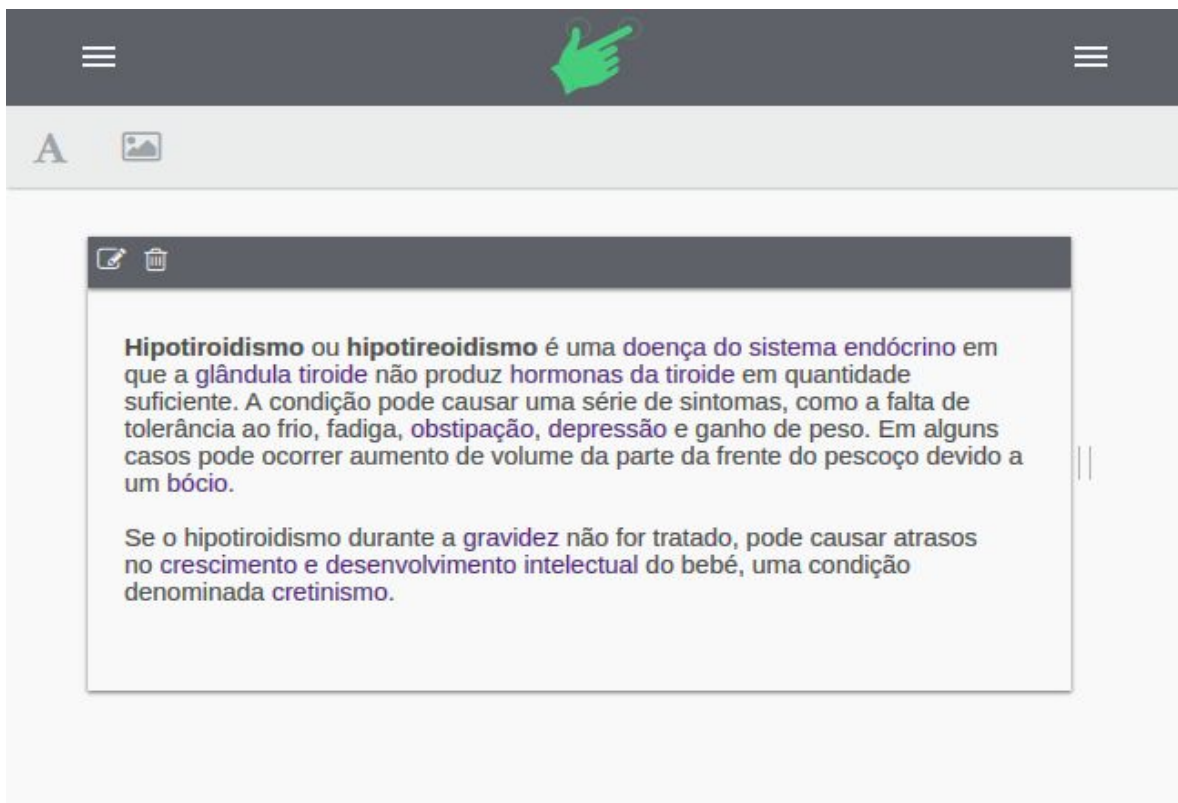 A
Hipotiroidismo ou hipotireoidismo é uma doença do sistema endócrino em
que a glândula tiroide não produz hormonas da tiroide em quantidade
suficiente. A condição pode causar uma série de sintomas, como a falta de
tolerância ao frio, fadiga, obstipação, depressão e ganho de peso. Em alguns
casos pode ocorrer aumento de volume da parte da frente do pescoço devido a
um bócio.
Se o hipotiroidismo durante a gravidez não for tratado, pode causar atrasos
no crescimento e desenvolvimento intelectual do bebé, uma condição
denominada cretinismo.